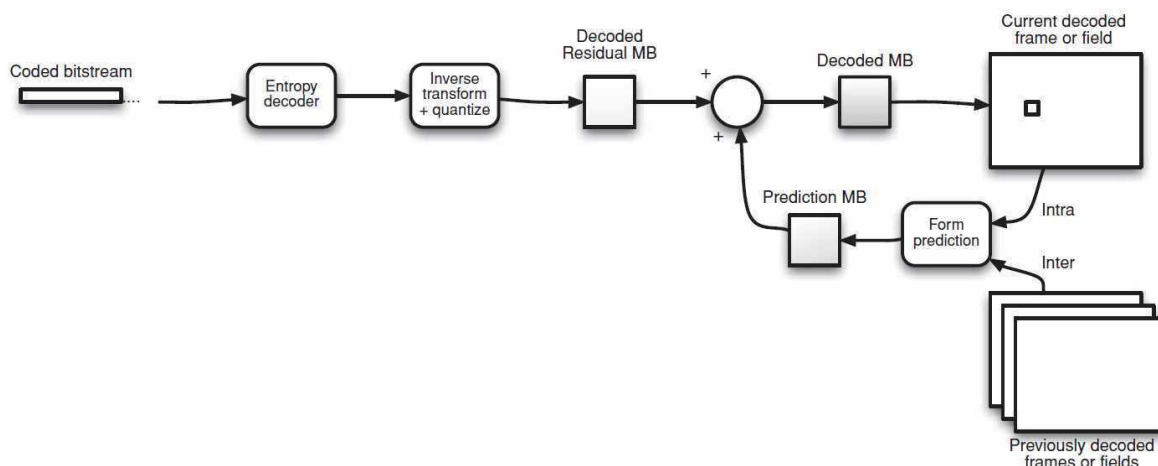 Coded bitstream
....
Entropy
decoder
Inverse
transform
+ quantize
Decoded
Residual MB
+
+
Decoded MB
Current decoded
frame or field
Prediction MB
Form
prediction
Intra
Inter
Previously decoded
frames or fields